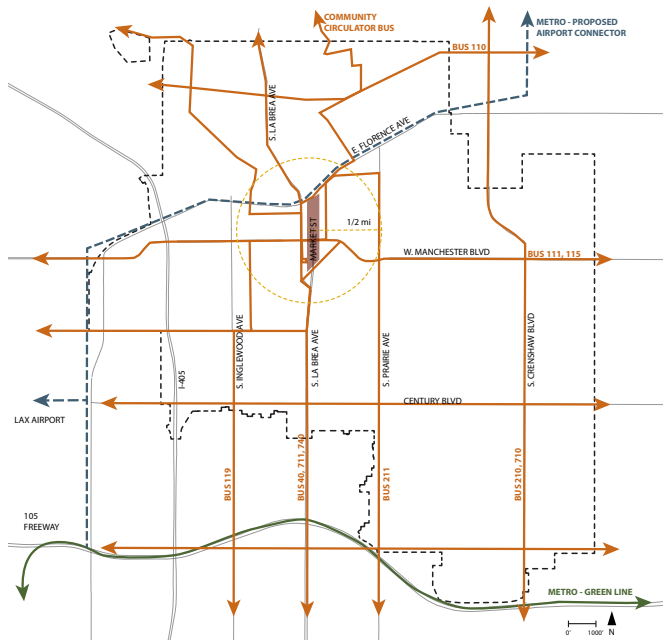 COMMUNITY
CIRCULATOR BUS
METRO - PROPOSED
AIRPORT CONNECTOR
BUS 110
S. LA BREA AVE
E. FLORENCE AVE
1/2 mi
MARKET ST
W. MANCHESTER BLVD
BUS 111, 115
S. INGLEWOOD AVE
S. LA BREA AVE
S. PRAIRIE AVE
S. CRENSHAW BLVD
I-405
CENTURY BLVD
LAX AIRPORT
BUS 119
BUS 40, 711, 740
BUS 211
BUS 210, 710
105
FREEWAY
METRO - GREEN LINE
0'
1000'
N